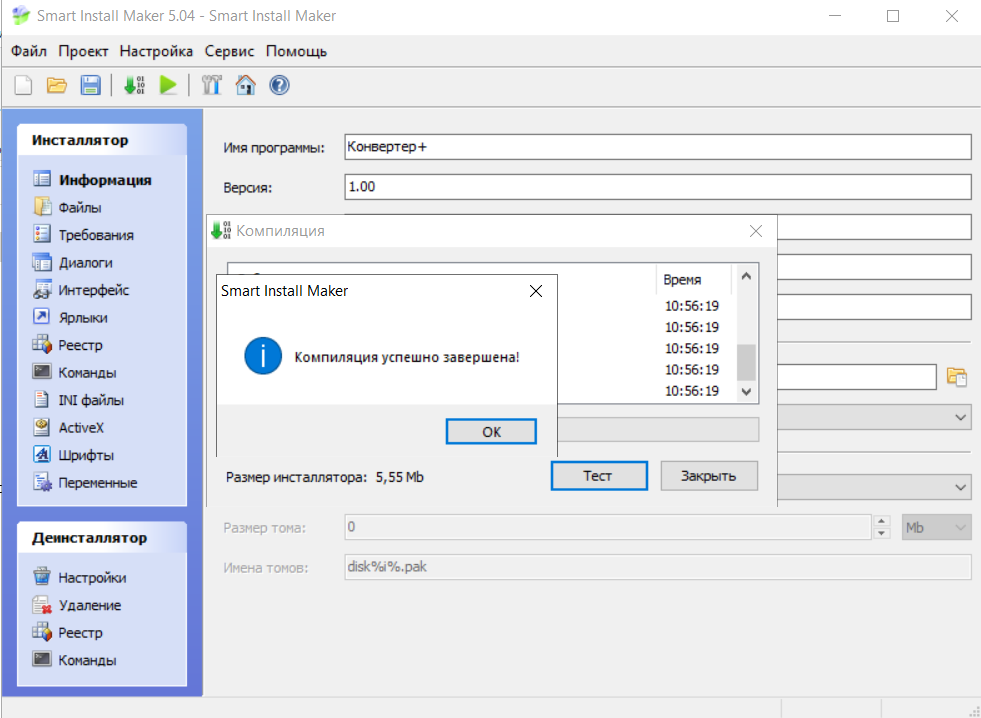 Smart Install Maker 5.04 - Smart Install Maker
Файл Проект Настройка Сервис Помощь
Инсталлятор
Информация
Файлы
Требования
Диалоги
Интерфейс
Ярлыки
Реестр
Команды
INI файлы
ActiveX
Шрифты
Переменные
Деинсталлятор
Настройки
Удаление
Реестр
Команды
Имя программы: Конвертер+
Версия: 1.00
Компиляция
Время
10:56:19
10:56:19
10:56:19
10:56:19
10:56:19
Smart Install Maker
Компиляция успешно завершена!
OK
Размер инсталлятора: 5,55 Mb
Тест
Закрыть
Размер тома: 0 Mb
Имена томов: disk%i%.pak